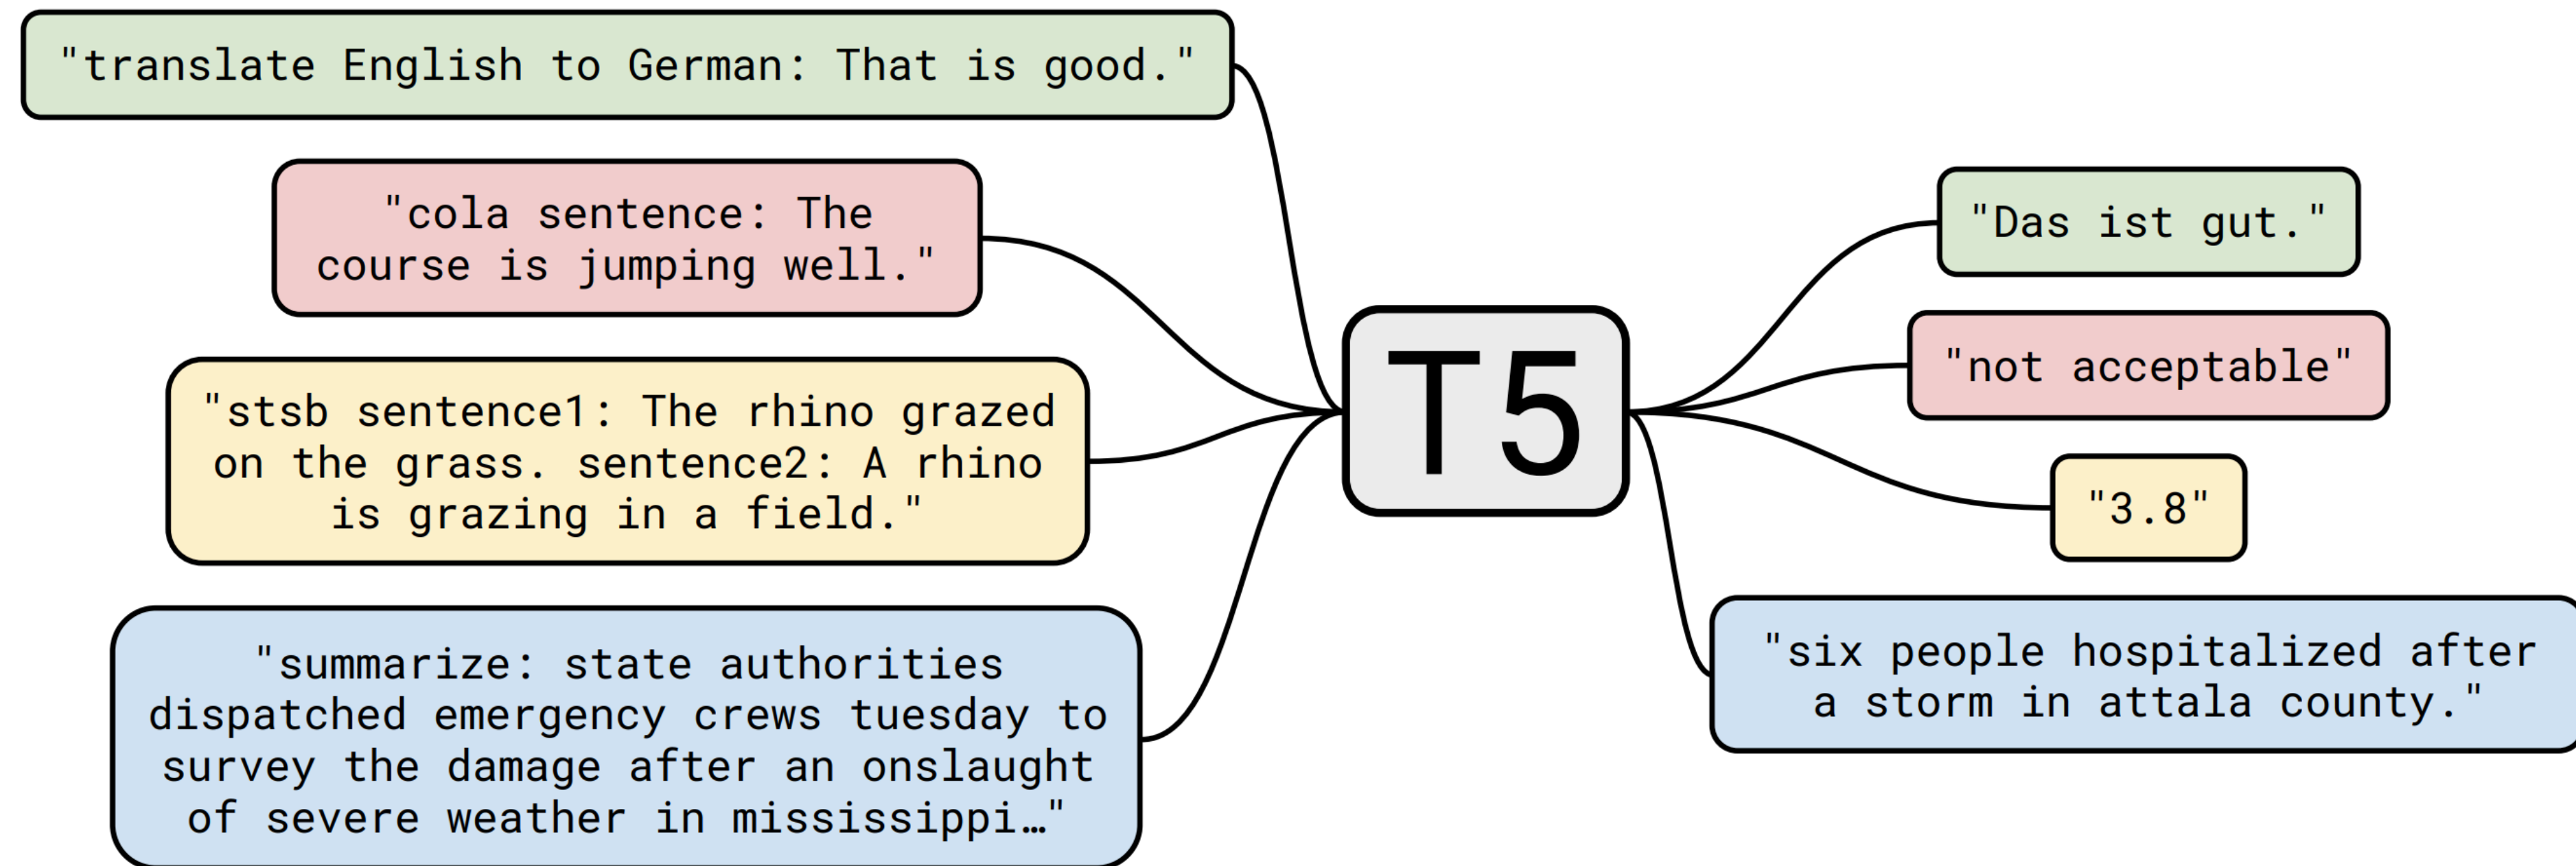 "translate English to German: That is good."
"cola sentence: The
course is jumping well."
"stsb sentence1: The rhino grazed
on the grass. sentence2: A rhino
is grazing in a field."
"summarize: state authorities
dispatched emergency crews tuesday to
survey the damage after an onslaught
of severe weather in mississippi…"
T5
"Das ist gut."
"not acceptable"
"3.8"
"six people hospitalized after
a storm in attala county."